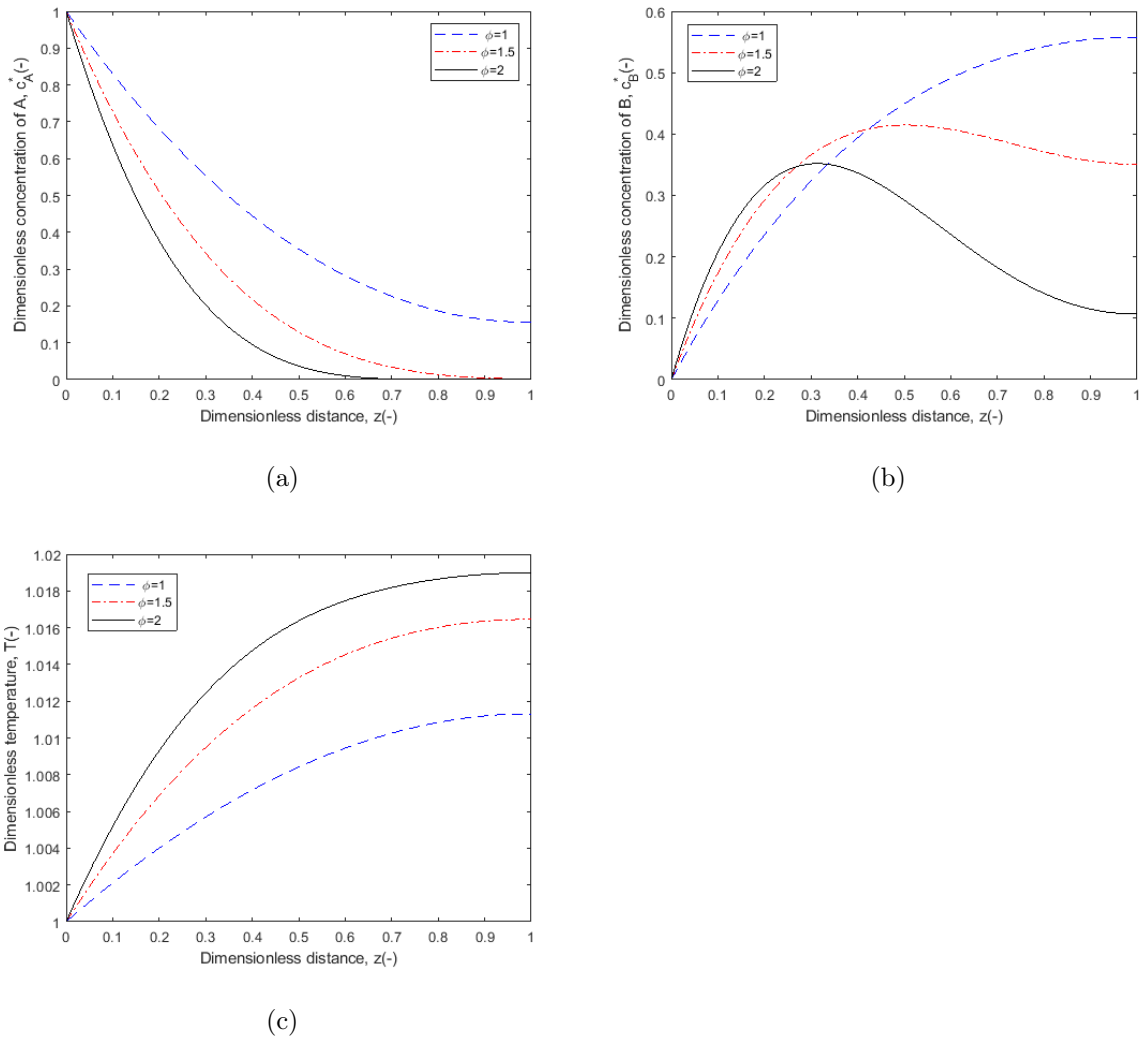 1
0.9
0.8
0.7
0.6
0.5
0.4
0.3
0.2
0.1
0
Dimensionless concentration of A, c*A(-)
ϕ=1
ϕ=1.5
ϕ=2
0 0.1 0.2 0.3 0.4 0.5 0.6 0.7 0.8 0.9 1
Dimensionless distance, z(-)
(a)
0.6
0.5
0.4
0.3
0.2
0.1
0
Dimensionless concentration of B, c*B(-)
ϕ=1
ϕ=1.5
ϕ=2
0 0.1 0.2 0.3 0.4 0.5 0.6 0.7 0.8 0.9 1
Dimensionless distance, z(-)
(b)
1.02
1.018
1.016
1.014
1.012
1.01
1.008
1.006
1.004
1.002
1
Dimensionless temperature, T(-)
ϕ=1
ϕ=1.5
ϕ=2
0 0.1 0.2 0.3 0.4 0.5 0.6 0.7 0.8 0.9 1
Dimensionless distance, z(-)
(c)